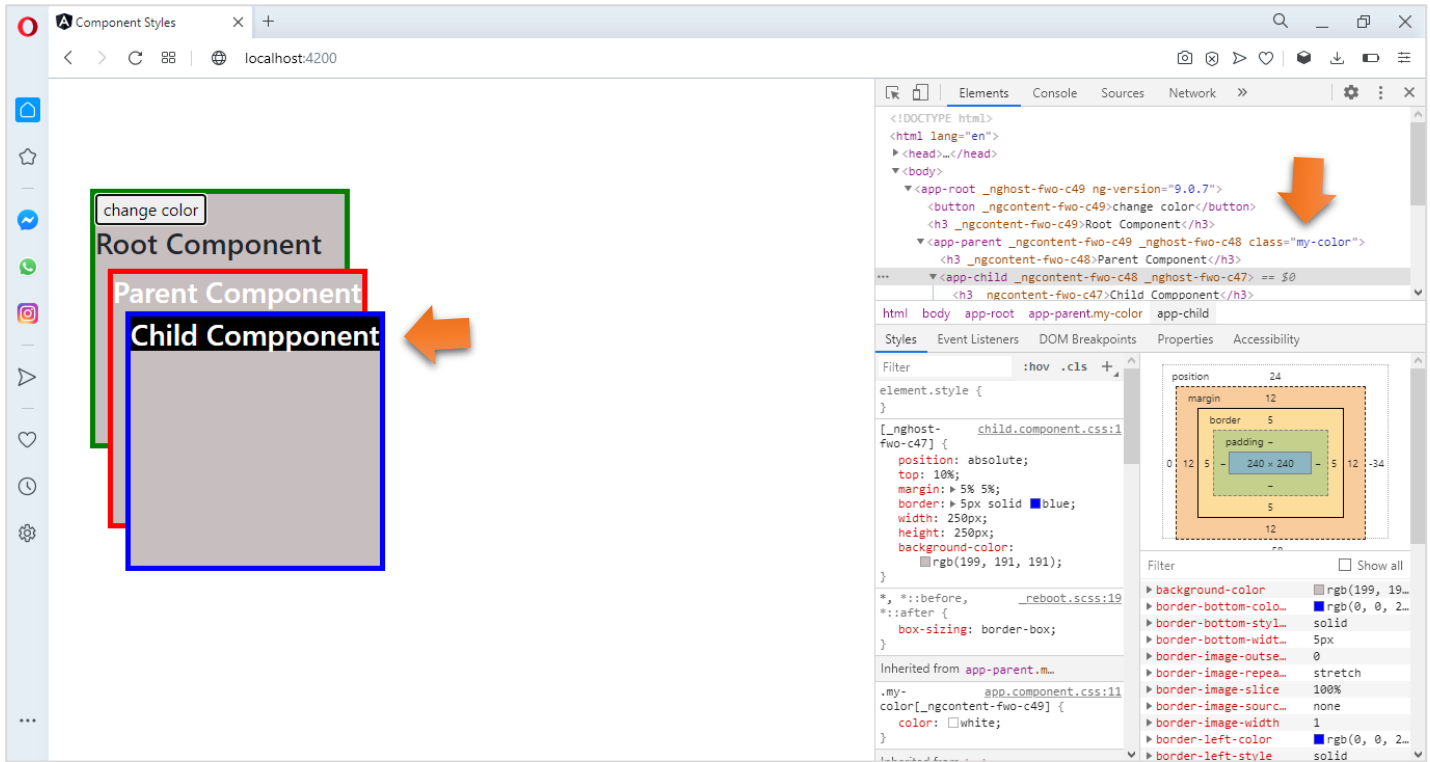 Component Styles
localhost:4200
change color
Root Component
Parent Component
Child Compponent
Elements Console Sources Network »
<!DOCTYPE html>
<html lang="en">
<head>…</head>
<body>
<app-root _nghost-fwo-c49 ng-version="9.0.7">
<button _ngcontent-fwo-c49>change color</button>
<h3 _ngcontent-fwo-c49>Root Component</h3>
<app-parent _ngcontent-fwo-c49 _nghost-fwo-c48 class="my-color">
<h3 _ngcontent-fwo-c48>Parent Component</h3>
… <app-child _ngcontent-fwo-c48 _nghost-fwo-c47> == $0
<h3 _ngcontent-fwo-c47>Child Compponent</h3>
html body app-root app-parent.my-color app-child
Styles Event Listeners DOM Breakpoints Properties Accessibility
Filter :hov .cls +
element.style {
}
[_nghost- child.component.css:1
fwo-c47] {
position: absolute;
top: 10%;
margin: 5% 5%;
border: 5px solid blue;
width: 250px;
height: 250px;
background-color:
rgb(199, 191, 191);
}
*, *::before, _reboot.scss:19
*::after {
box-sizing: border-box;
}
Inherited from app-parent.m…
.my- app.component.css:11
color[_ngcontent-fwo-c49] {
color: white;
}
position 24
margin 12
border 5
padding –
0 12 5 – 240 × 240 – 5 12 -34
–
5
12
Filter Show all
background-color rgb(199, 19…
border-bottom-colo… rgb(0, 0, 2…
border-bottom-styl… solid
border-bottom-widt… 5px
border-image-outse… 0
border-image-repea… stretch
border-image-slice 100%
border-image-sourc… none
border-image-width 1
border-left-color rgb(0, 0, 2…
border-left-style solid